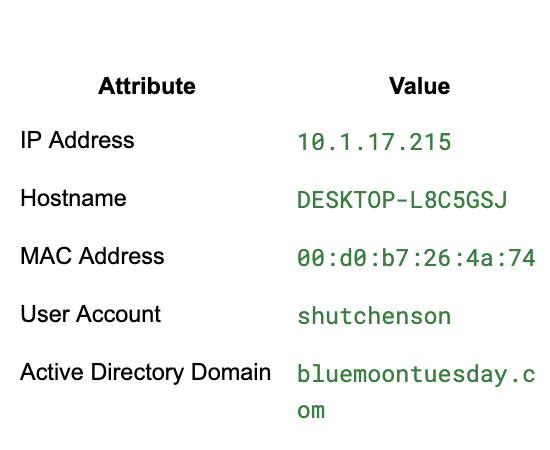 Attribute Value
IP Address 10.1.17.215
Hostname DESKTOP-L8C5GSJ
MAC Address 00:d0:b7:26:4a:74
User Account shutchenson
Active Directory Domain bluemoontuesday.c
om